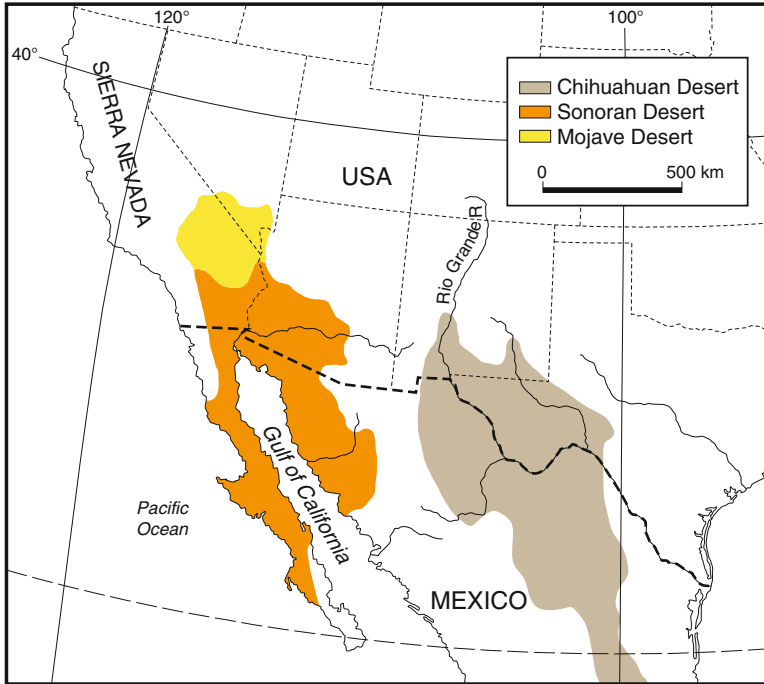 120°
100°
40°
SIERRA NEVADA
Chihuahuan Desert
Sonoran Desert
Mojave Desert
0 500 km
USA
Rio Grande R
Gulf of California
Pacific
Ocean
MEXICO